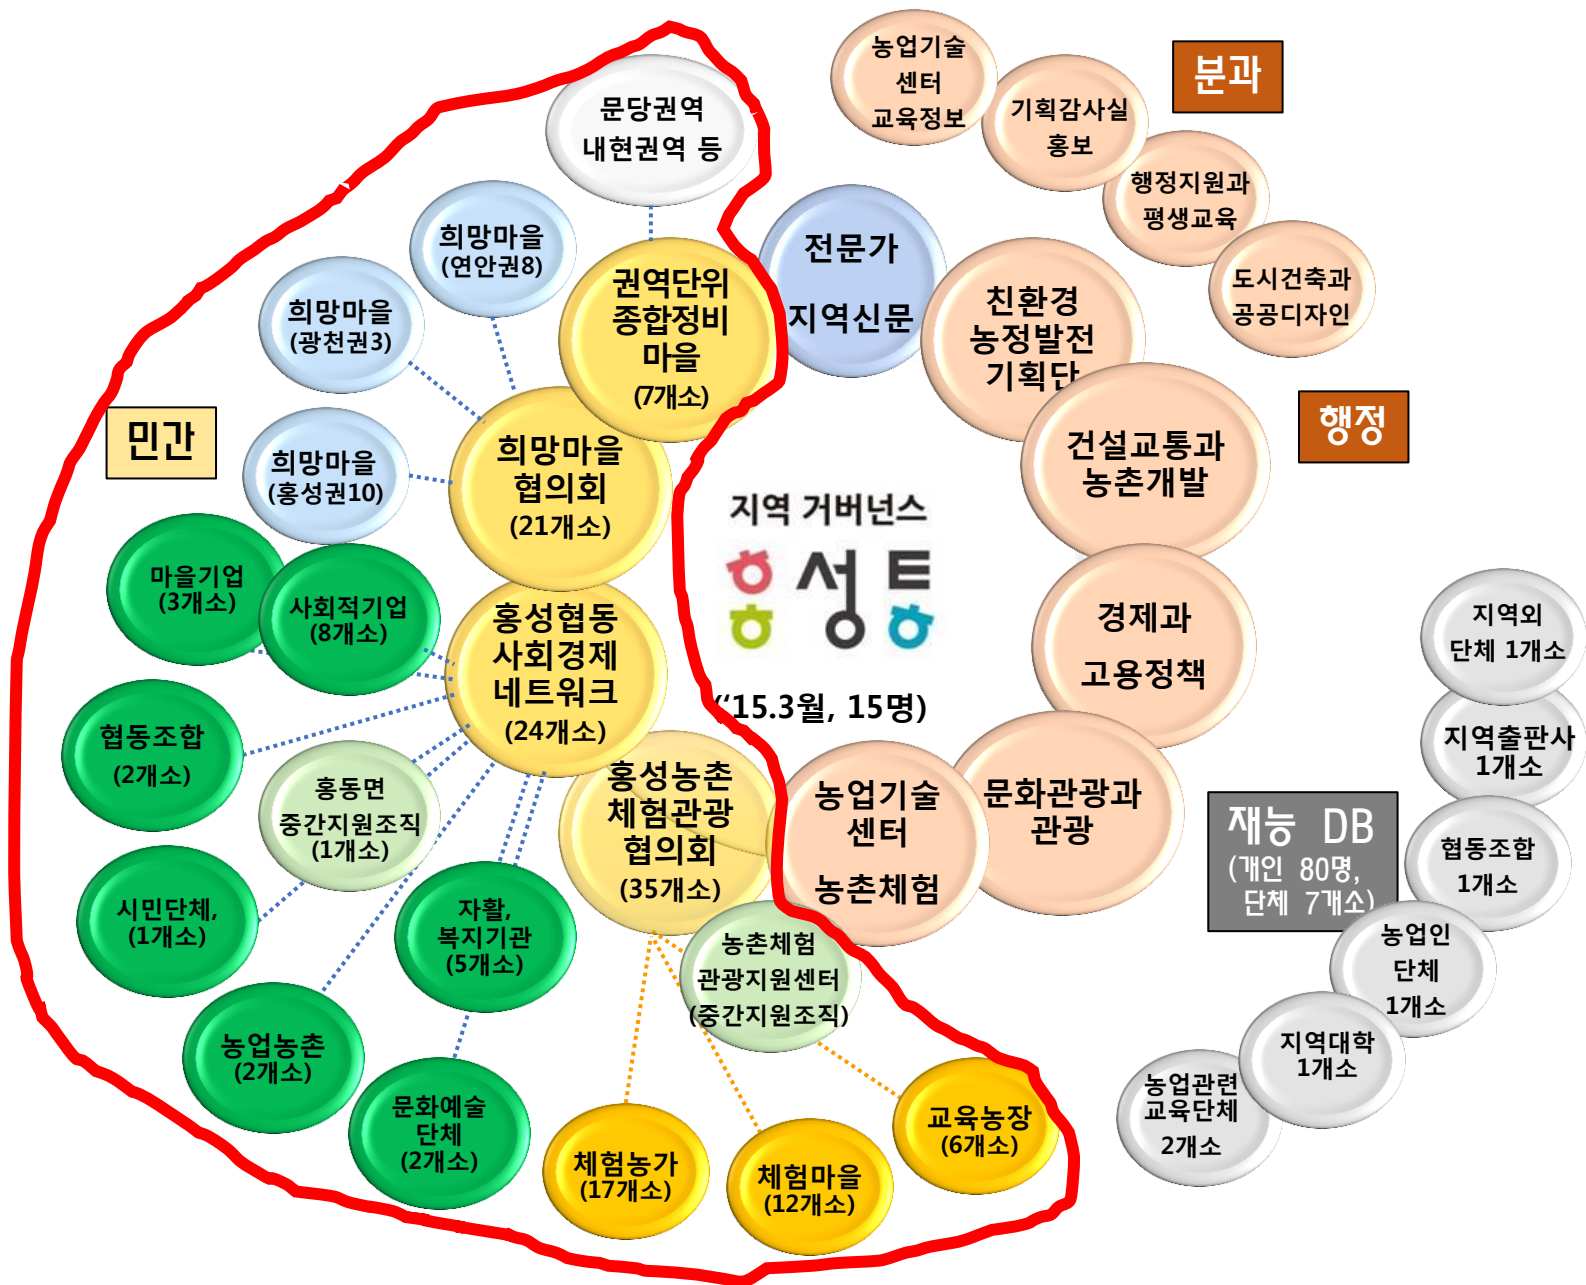 농업기술
센터
교육정보
분과
기획감사실
홍보
행정지원과
평생교육
도시건축과
공공디자인
문당권역
내현권역 등
희망마을
(연안권8)
희망마을
(광천권3)
희망마을
(홍성권10)
민간
권역단위
종합정비
마을
(7개소)
전문가
지역신문
친환경
농정발전
기획단
행정
희망마을
협의회
(21개소)
건설교통과
농촌개발
지역 거버넌스
홍성통
('15.3월, 15명)
마을기업
(3개소)
사회적기업
(8개소)
홍성협동
사회경제
네트워크
(24개소)
경제과
고용정책
협동조합
(2개소)
홍동면
중간지원조직
(1개소)
홍성농촌
체험관광
협의회
(35개소)
농업기술
센터
농촌체험
문화관광과
관광
시민단체,
(1개소)
자활,
복지기관
(5개소)
농촌체험
관광지원센터
(중간지원조직)
농업농촌
(2개소)
문화예술
단체
(2개소)
체험농가
(17개소)
체험마을
(12개소)
교육농장
(6개소)
재능 DB
(개인 80명,
단체 7개소)
지역외
단체 1개소
지역출판사
1개소
협동조합
1개소
농업인
단체
1개소
지역대학
1개소
농업관련
교육단체
2개소